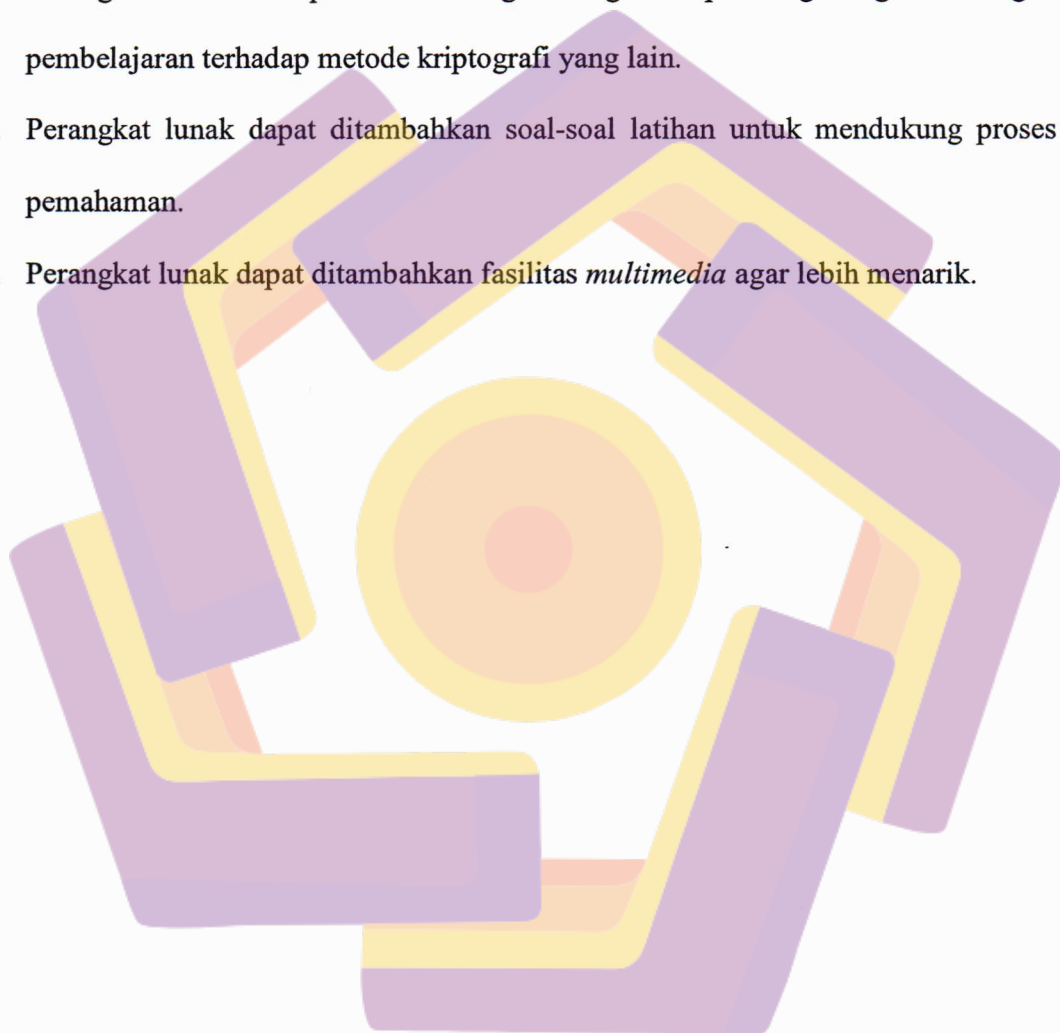 pembelajaran terhadap metode kriptografi yang lain.
Perangkat lunak dapat ditambahkan soal-soal latihan untuk mendukung proses
pemahaman.
Perangkat lunak dapat ditambahkan fasilitas multimedia agar lebih menarik.